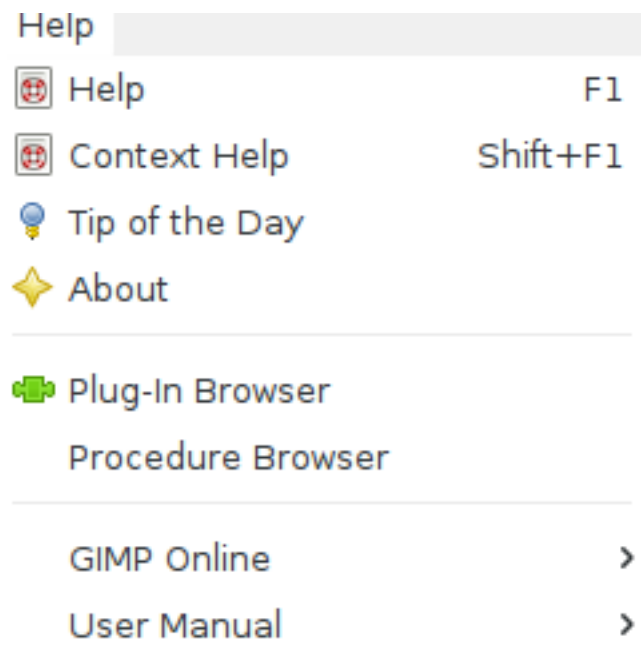 Help
Help F1
Context Help Shift+F1
Tip of the Day
About
Plug-In Browser
Procedure Browser
GIMP Online
User Manual